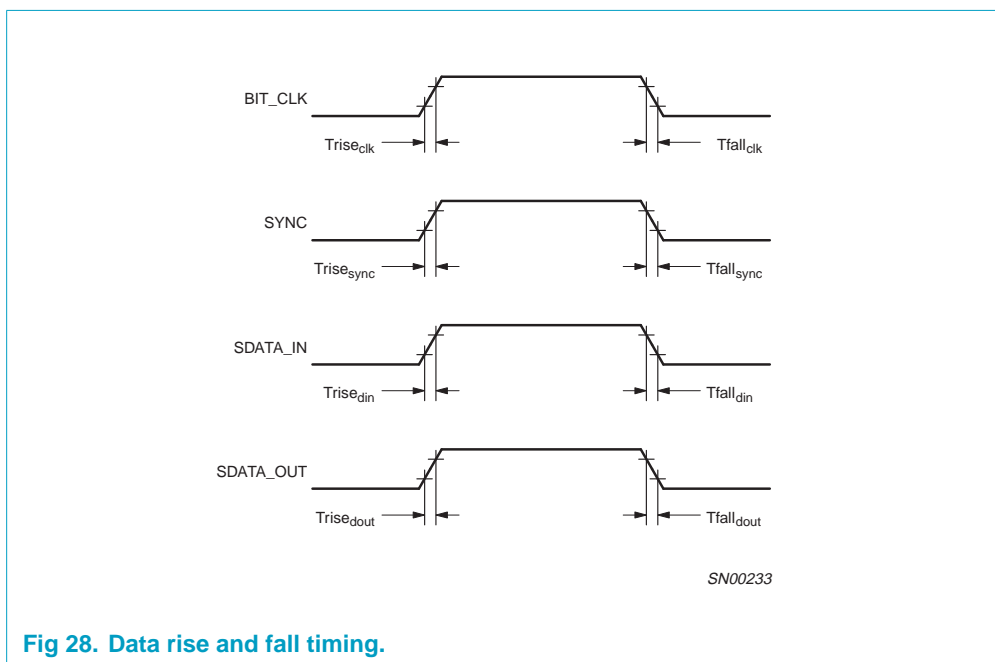 BIT_CLK
Trise_clk Tfall_clk
SYNC
Trise_sync Tfall_sync
SDATA_IN
Trise_din Tfall_din
SDATA_OUT
Trise_dout Tfall_dout
SN00233
Fig 28. Data rise and fall timing.